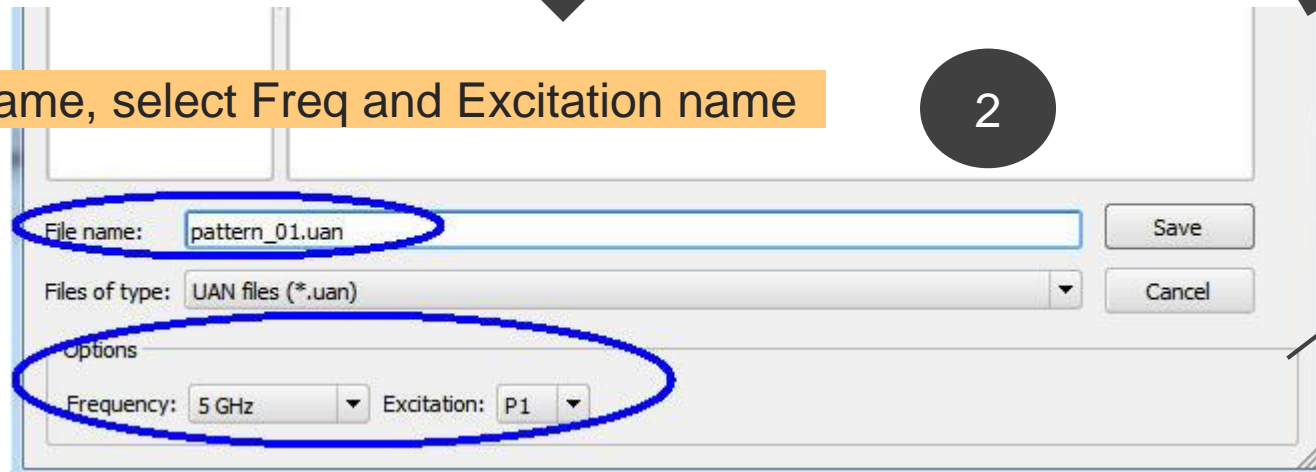 ame, select Freq and Excitation name
2
File name: pattern_01.uan
Save
Files of type: UAN files (*.uan)
Cancel
Options
Frequency: 5 GHz Excitation: P1